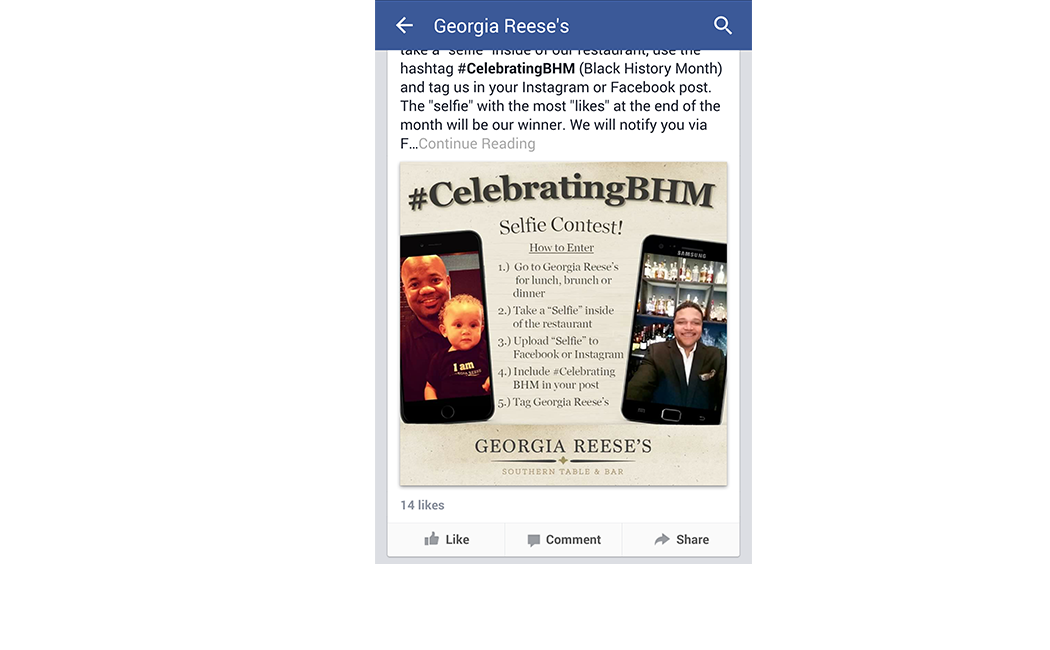 Georgia Reese's
take a "selfie" inside of our restaurant, use the
hashtag #CelebratingBHM (Black History Month)
and tag us in your Instagram or Facebook post.
The "selfie" with the most "likes" at the end of the
month will be our winner. We will notify you via
F...Continue Reading
#CelebratingBHM
Selfie Contest!
How to Enter
1.) Go to Georgia Reese's
for lunch, brunch or
dinner
2.) Take a “Selfie” inside
of the restaurant
3.) Upload “Selfie” to
Facebook or Instagram
4.) Include #Celebrating
BHM in your post
5.) Tag Georgia Reese's
SAMSUNG
I am
GEORGIA REESE'S
SOUTHERN TABLE & BAR
14 likes
Like
Comment
Share